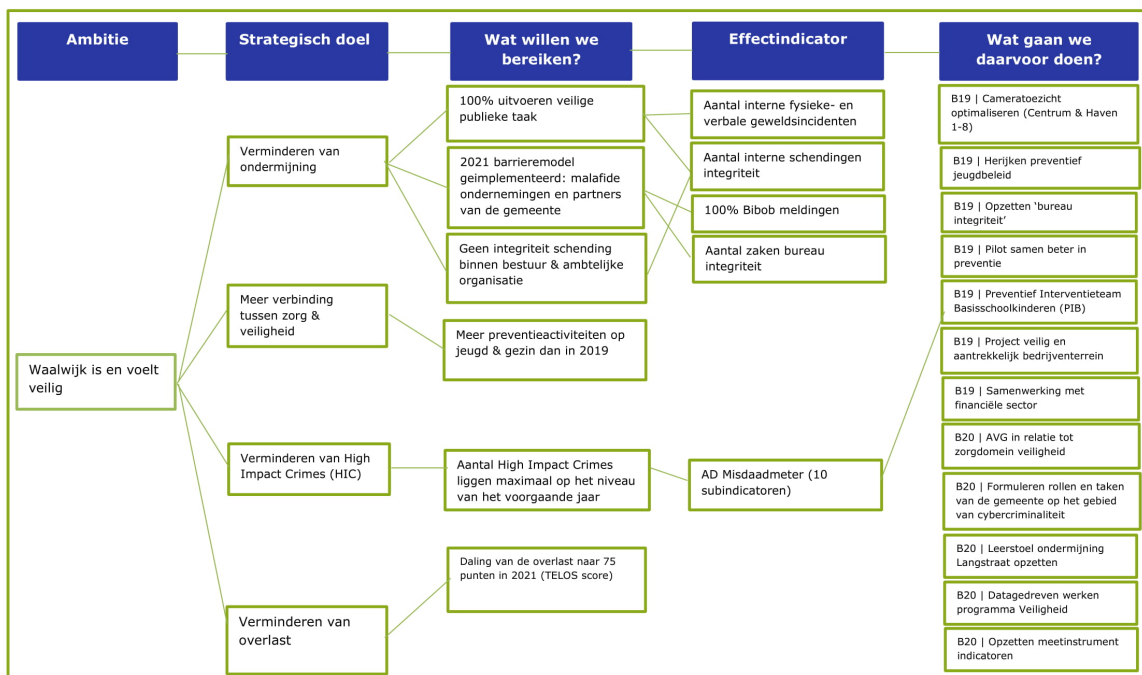 Ambitie
Strategisch doel
Wat willen we
bereiken?
Effectindicator
Wat gaan we
daarvoor doen?
Waalwijk is en voelt
veilig
Verminderen van
ondermijning
Meer verbinding
tussen zorg &
veiligheid
Verminderen van High
Impact Crimes (HIC)
Verminderen van
overlast
100% uitvoeren veilige
publieke taak
2021 barrieremodel
geimplementeerd: malafide
ondernemingen en partners
van de gemeente
Geen integriteit schending
binnen bestuur & ambtelijke
organisatie
Meer preventieactiviteiten op
jeugd & gezin dan in 2019
Aantal High Impact Crimes
liggen maximaal op het niveau
van het voorgaande jaar
Daling van de overlast naar 75
punten in 2021 (TELOS score)
Aantal interne fysieke- en
verbale geweldsincidenten
Aantal interne schendingen
integriteit
100% Bibob meldingen
Aantal zaken bureau
integriteit
AD Misdaadmeter (10
subindicatoren)
B19 | Cameratoezicht
optimaliseren (Centrum & Haven
1-8)
B19 | Herijken preventief
jeugdbeleid
B19 | Opzetten ‘bureau
integriteit’
B19 | Pilot samen beter in
preventie
B19 | Preventief Interventieteam
Basisschoolkinderen (PIB)
B19 | Project veilig en
aantrekkelijk bedrijventerrein
B19 | Samenwerking met
financiële sector
B20 | AVG in relatie tot
zorgdomein veiligheid
B20 | Formuleren rollen en taken
van de gemeente op het gebied
van cybercriminaliteit
B20 | Leerstoel ondermijning
Langstraat opzetten
B20 | Datagedreven werken
programma Veiligheid
B20 | Opzetten meetinstrument
indicatoren